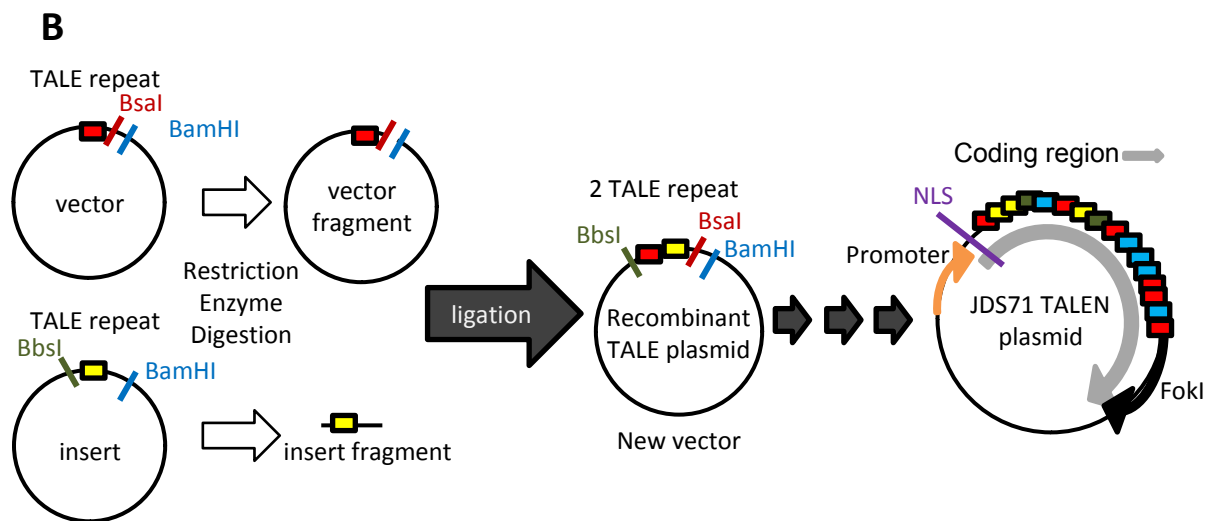 B
TALE repeat
BsaI
BamHI
vector
vector
fragment
Restriction
Enzyme
Digestion
TALE repeat
BbsI
BamHI
insert
insert fragment
ligation
2 TALE repeat
BbsI
BsaI
BamHI
Recombinant
TALE plasmid
New vector
Coding region
NLS
Promoter
JDS71 TALEN
plasmid
FokI